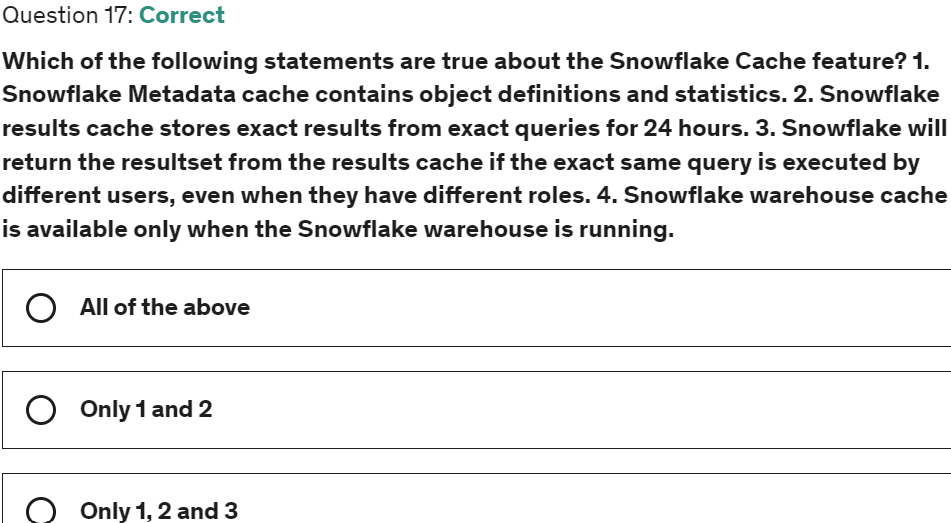 Question 17: Correct
Which of the following statements are true about the Snowflake Cache feature? 1.
Snowflake Metadata cache contains object definitions and statistics. 2. Snowflake
results cache stores exact results from exact queries for 24 hours. 3. Snowflake will
return the resultset from the results cache if the exact same query is executed by
different users, even when they have different roles. 4. Snowflake warehouse cache
is available only when the Snowflake warehouse is running.
All of the above
Only 1 and 2
Only 1, 2 and 3